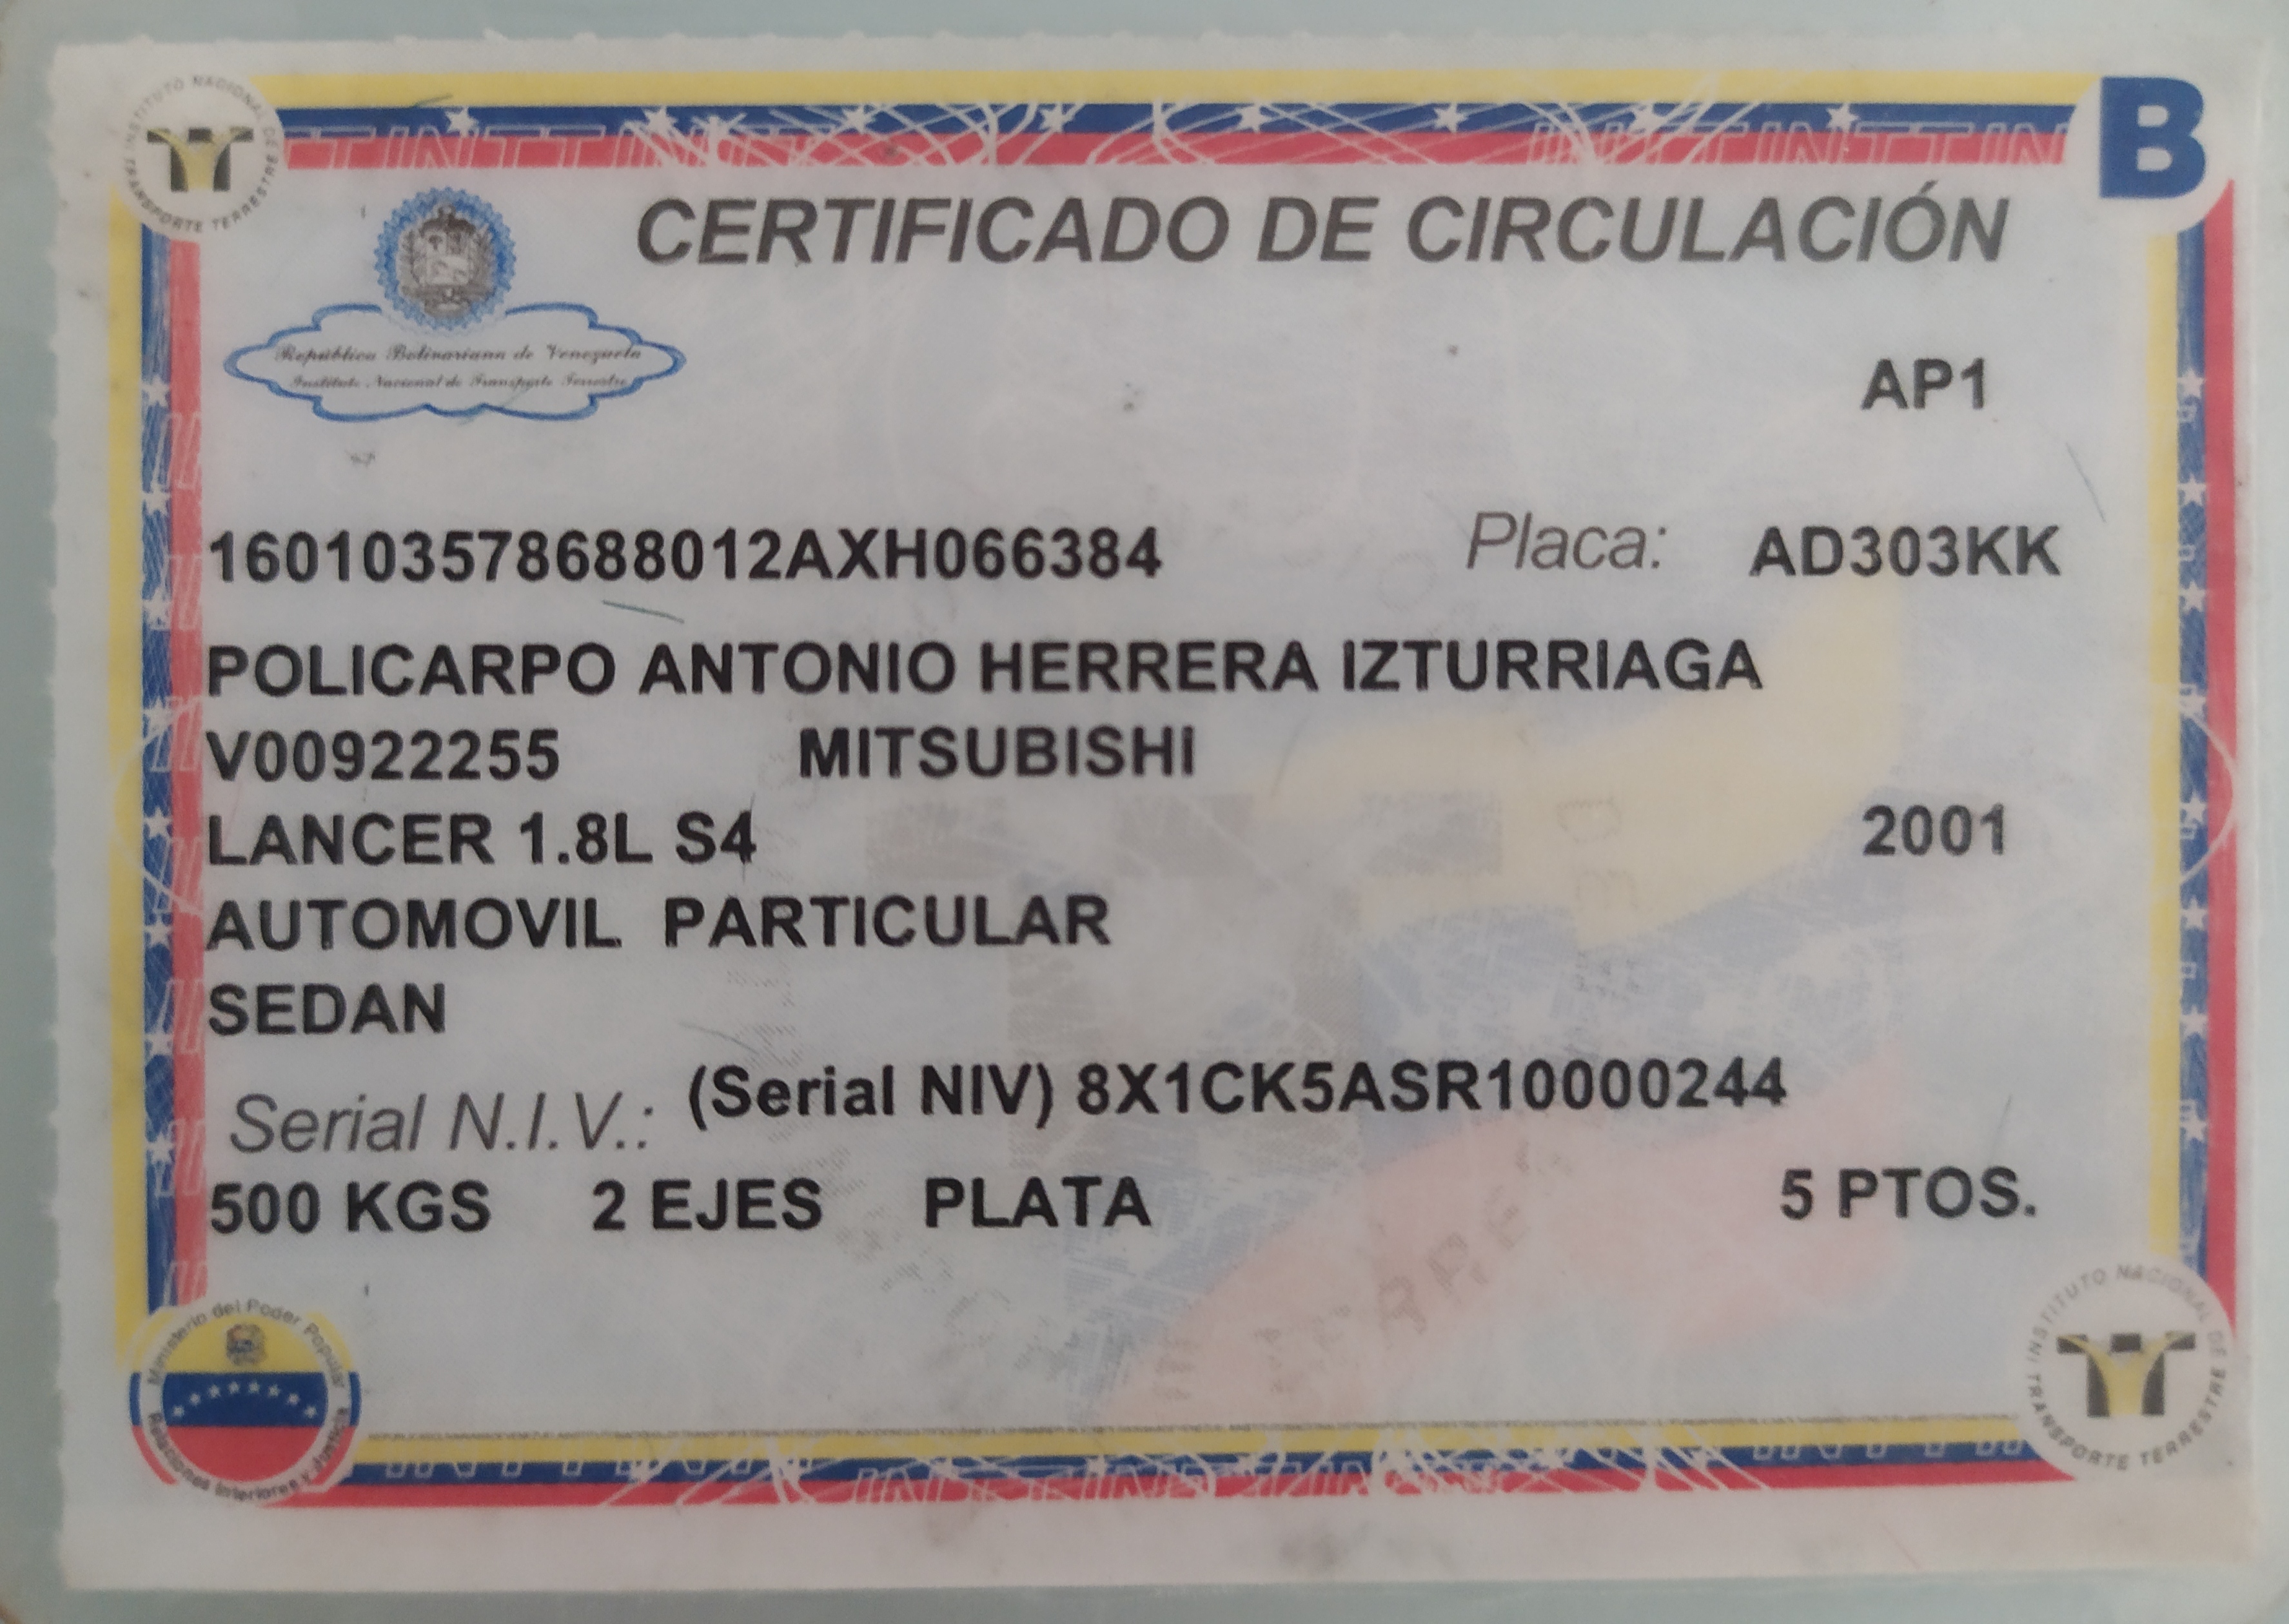 INSTITUTO NACIONAL DE TRANSPORTE TERRESTRE
B
CERTIFICADO DE CIRCULACIÓN
República Bolivariana de Venezuela
Instituto Nacional de Transporte Terrestre
AP1
160103578688012AXH066384 Placa: AD303KK
POLICARPO ANTONIO HERRERA IZTURRIAGA
V00922255 MITSUBISHI
LANCER 1.8L S4 2001
AUTOMOVIL PARTICULAR
SEDAN
Serial N.I.V.: (Serial NIV) 8X1CK5ASR10000244
500 KGS 2 EJES PLATA 5 PTOS.
Ministerio del Poder Popular
Relaciones Interiores y Justicia
INSTITUTO NACIONAL DE TRANSPORTE TERRESTRE